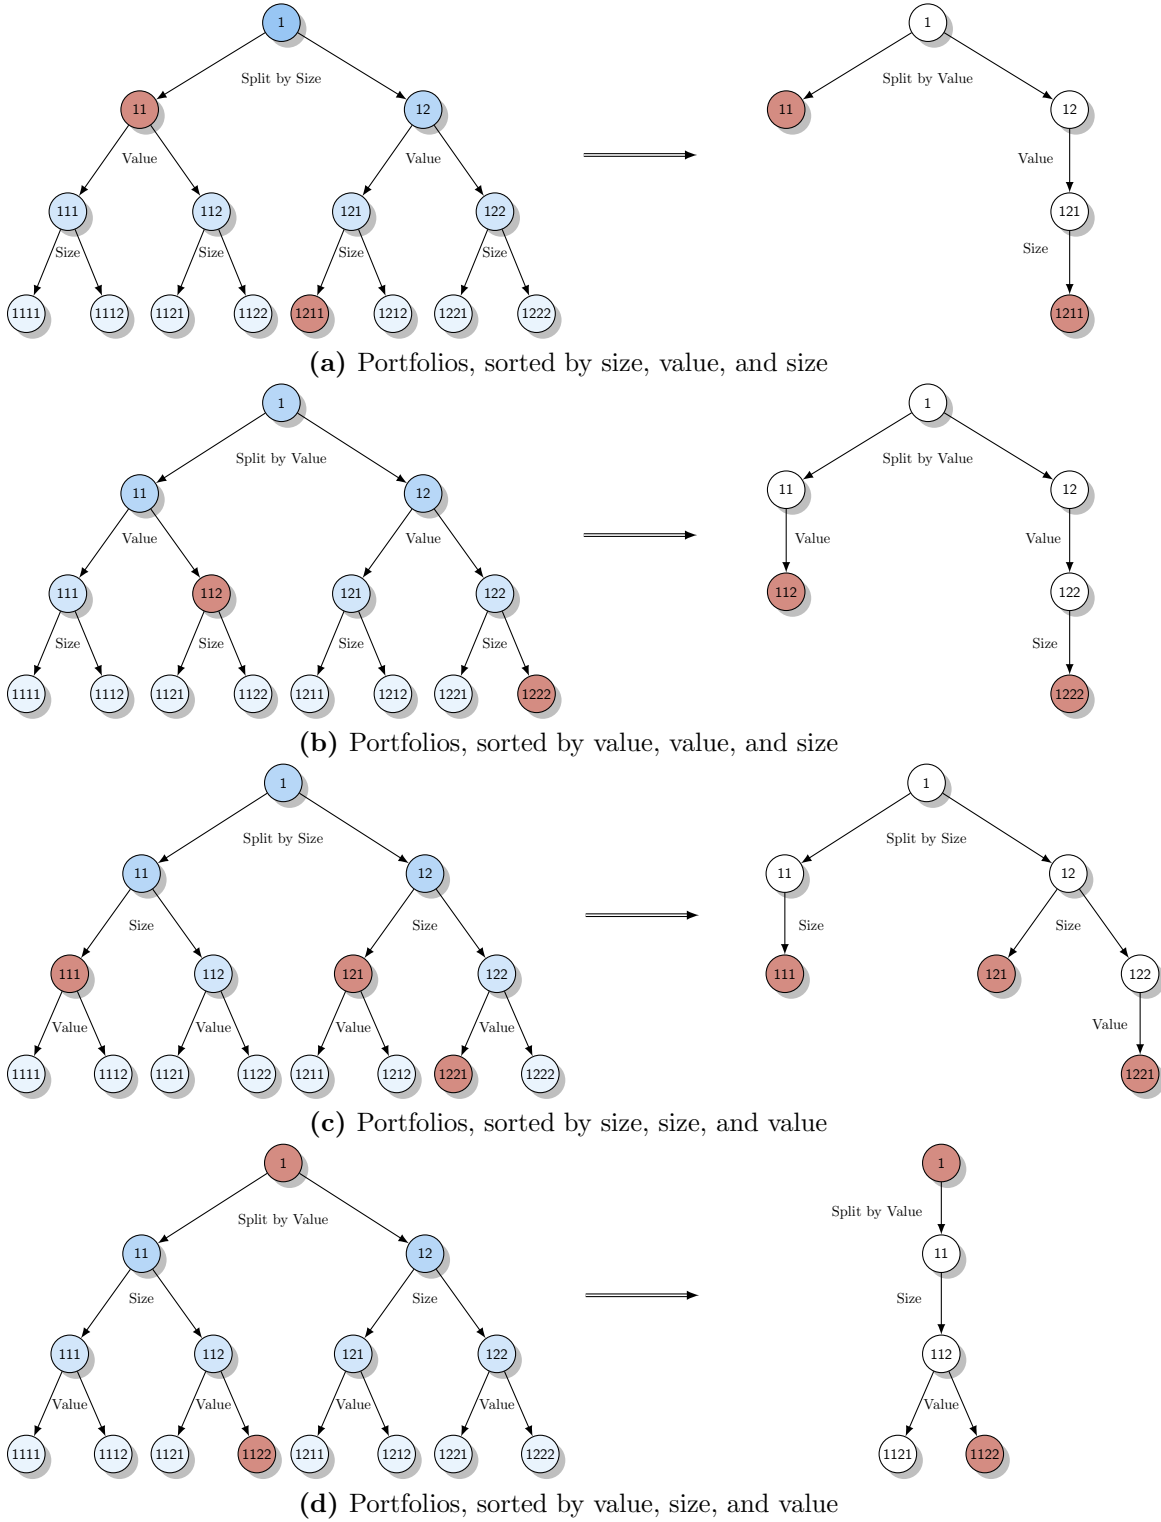 1 1
Split by Size Split by Value
11 12 11 12
Value Value Value
111 112 121 122 121
Size Size Size Size Size
1111 1112 1121 1122 1211 1212 1221 1222 1211
(a) Portfolios, sorted by size, value, and size
1 1
Split by Value Split by Value
11 12 11 12
Value Value Value Value
111 112 121 122 112 122
Size Size Size Size Size
1111 1112 1121 1122 1211 1212 1221 1222 1222
(b) Portfolios, sorted by value, value, and size
1 1
Split by Size Split by Size
11 12 11 12
Size Size Size Size
111 112 121 122 111 121 122
Value Value Value Value Value
1111 1112 1121 1122 1211 1212 1221 1222 1221
(c) Portfolios, sorted by size, size, and value
1 1
Split by Value Split by Value
11 12 11
Size Size Size
111 112 121 122 112
Value Value Value Value Value
1111 1112 1121 1122 1211 1212 1221 1222 1121 1122
(d) Portfolios, sorted by value, size, and value